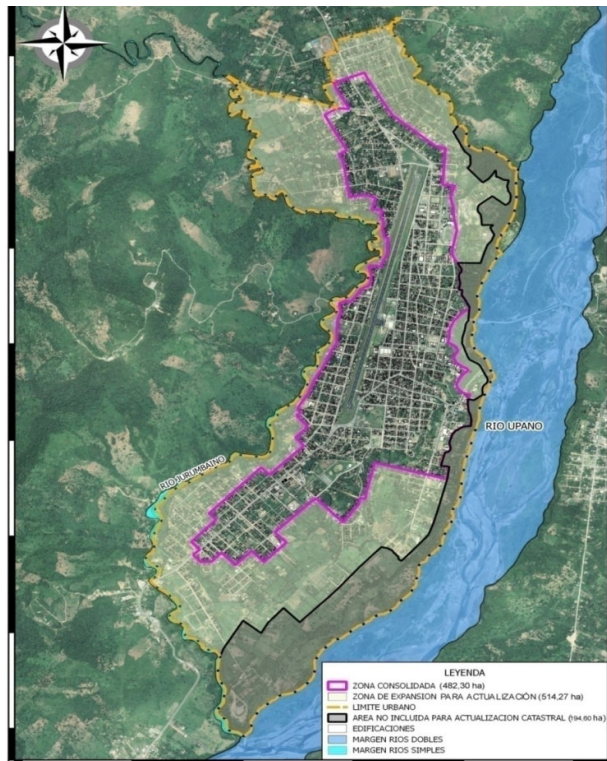 RIO UPANO
RIO JURUMBAINO
LEYENDA
ZONA CONSOLIDADA (482,30 ha)
ZONA DE EXPANSION PARA ACTUALIZACIÓN (514,27 ha)
LIMITE URBANO
AREA NO INCLUIDA PARA ACTUALIZACION CATASTRAL (194,60 ha)
EDIFICACIONES
MARGEN RIOS DOBLES
MARGEN RIOS SIMPLES